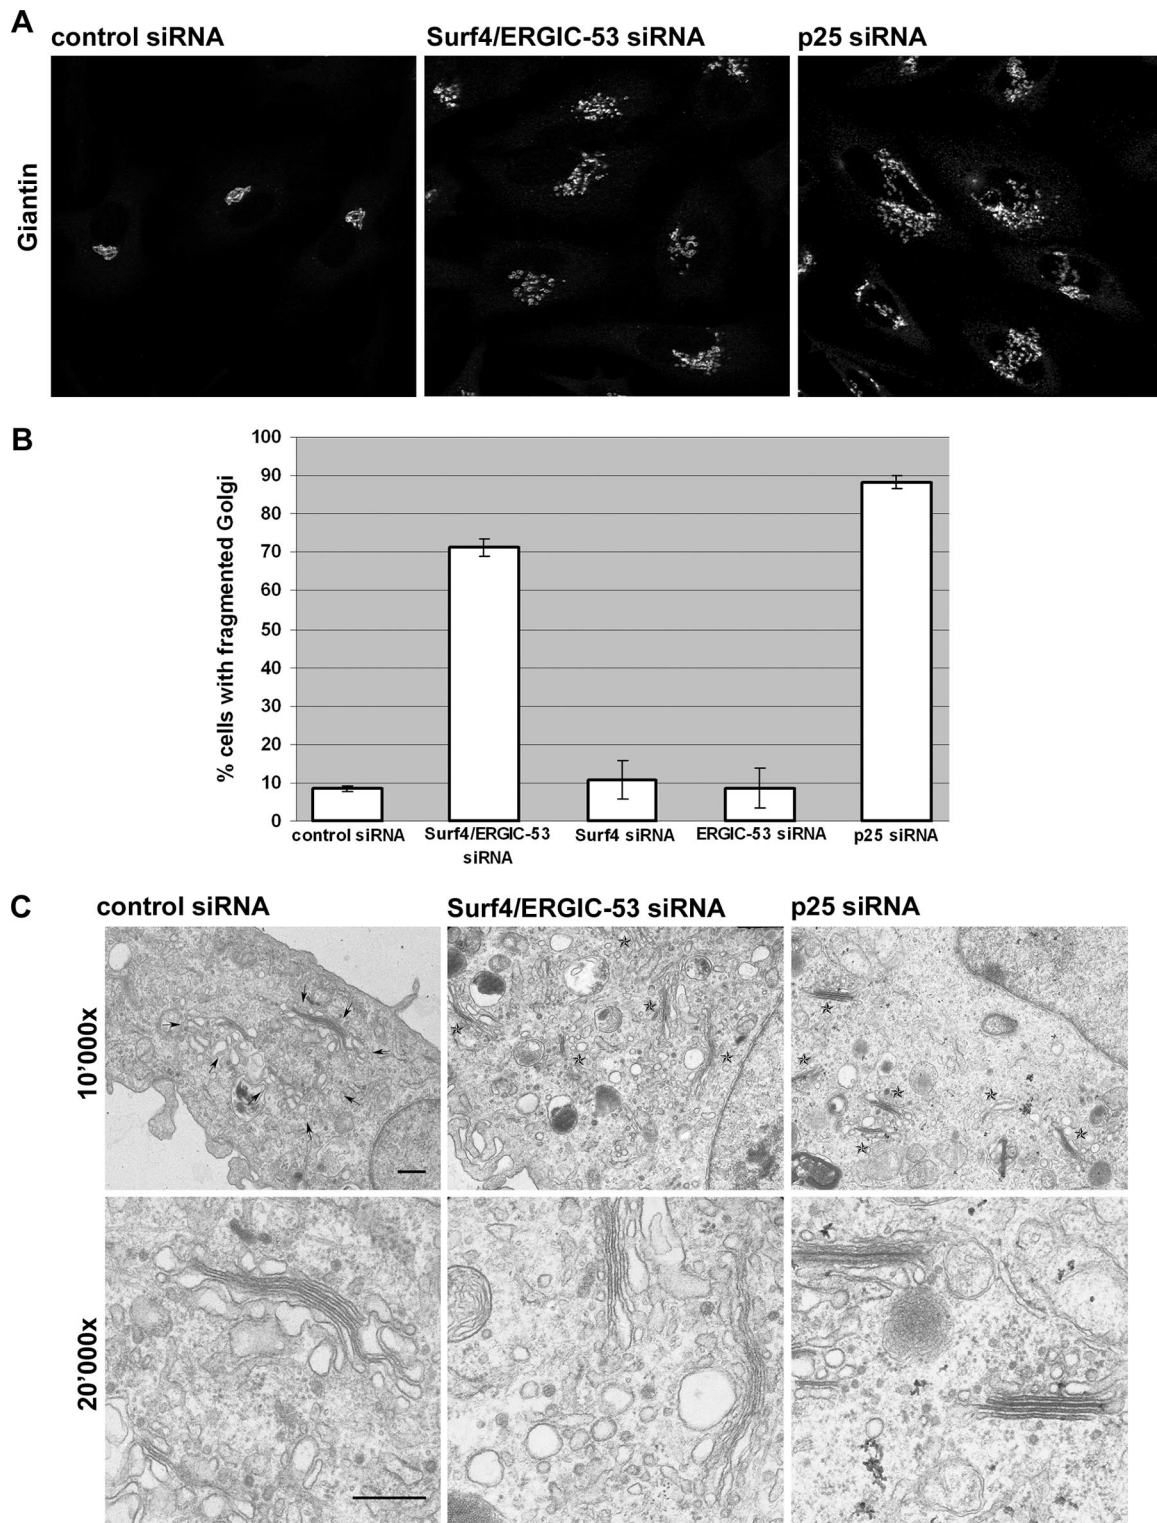 A
control siRNA
Surf4/ERGIC-53 siRNA
p25 siRNA
Giantin
B
% cells with fragmented Golgi
100
90
80
70
60
50
40
30
20
10
0
control siRNA
Surf4/ERGIC-53
siRNA
Surf4 siRNA
ERGIC-53 siRNA
p25 siRNA
C
control siRNA
Surf4/ERGIC-53 siRNA
p25 siRNA
10'000x
20'000x